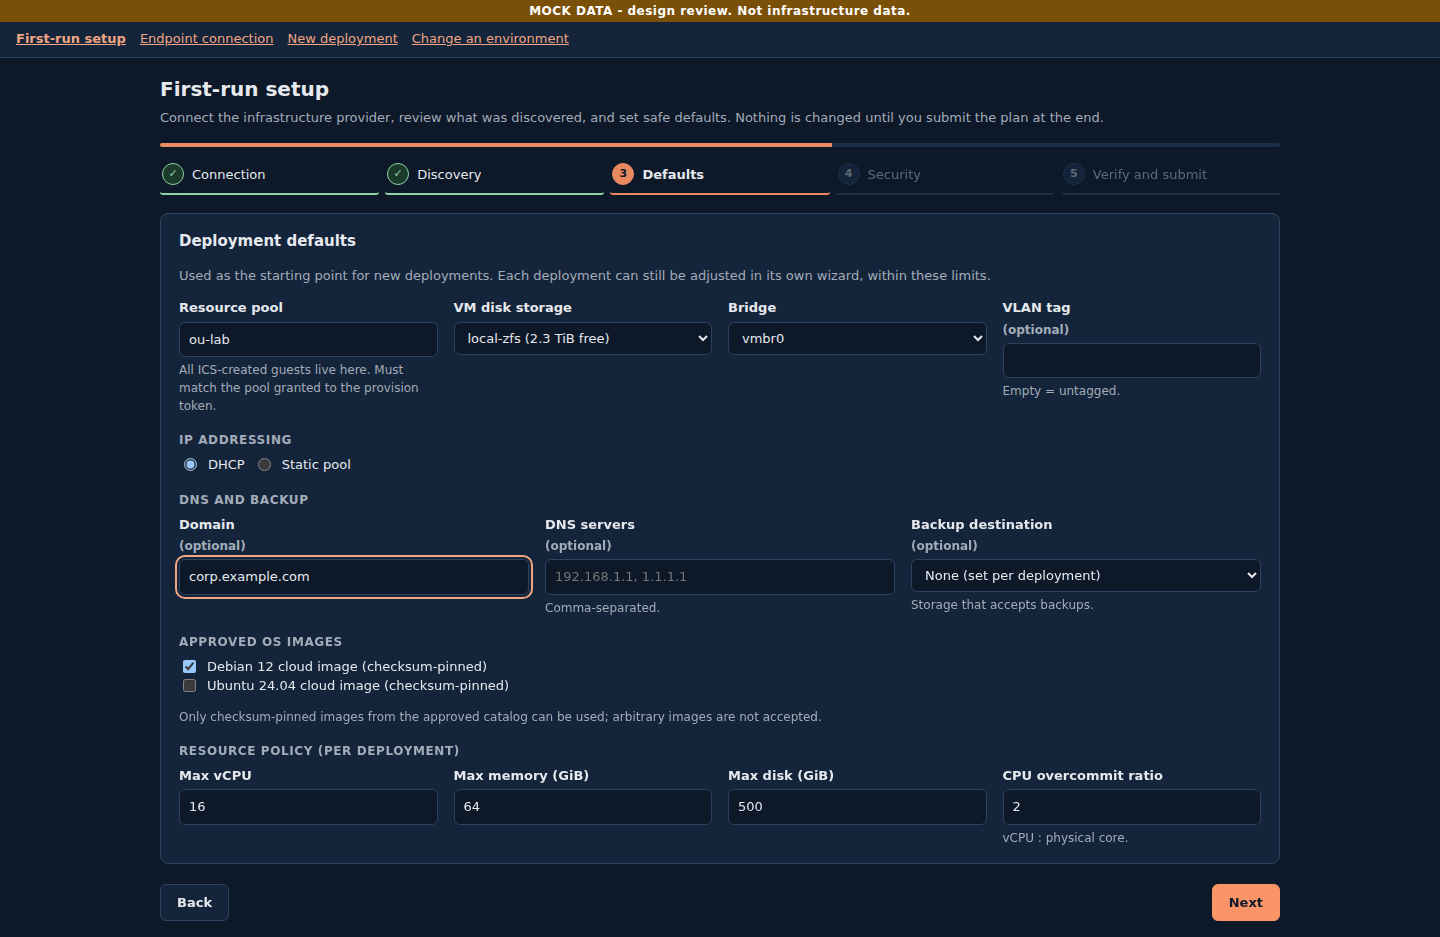 MOCK DATA - design review. Not infrastructure data.
First-run setup Endpoint connection New deployment Change an environment
First-run setup
Connect the infrastructure provider, review what was discovered, and set safe defaults. Nothing is changed until you submit the plan at the end.
✓ Connection ✓ Discovery 3 Defaults 4 Security 5 Verify and submit
Deployment defaults
Used as the starting point for new deployments. Each deployment can still be adjusted in its own wizard, within these limits.
Resource pool
ou-lab
All ICS-created guests live here. Must
match the pool granted to the provision
token.
VM disk storage
local-zfs (2.3 TiB free)
Bridge
vmbr0
VLAN tag
(optional)
Empty = untagged.
IP ADDRESSING
DHCP Static pool
DNS AND BACKUP
Domain
(optional)
corp.example.com
DNS servers
(optional)
192.168.1.1, 1.1.1.1
Comma-separated.
Backup destination
(optional)
None (set per deployment)
Storage that accepts backups.
APPROVED OS IMAGES
Debian 12 cloud image (checksum-pinned)
Ubuntu 24.04 cloud image (checksum-pinned)
Only checksum-pinned images from the approved catalog can be used; arbitrary images are not accepted.
RESOURCE POLICY (PER DEPLOYMENT)
Max vCPU
16
Max memory (GiB)
64
Max disk (GiB)
500
CPU overcommit ratio
2
vCPU : physical core.
Back Next